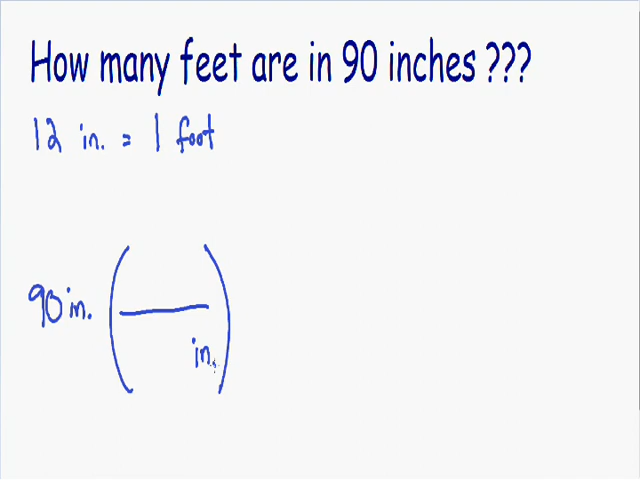 How many feet are in 90 inches ???
12 in. = 1 foot
90 in. ( ――― )
in.